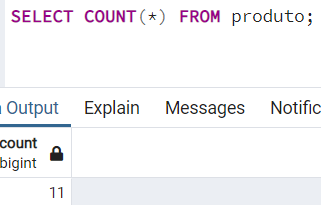 SELECT COUNT(*) FROM produto;
Output Explain Messages Notific
count
bigint
11